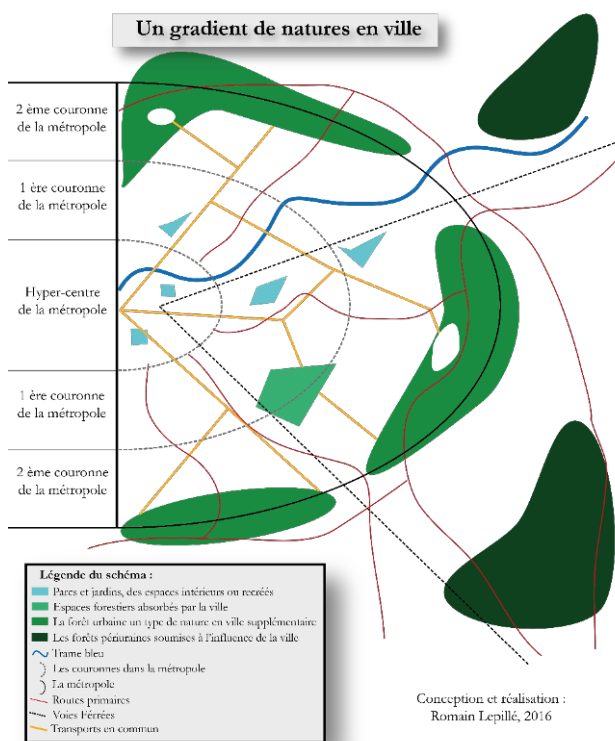 Un gradient de natures en ville
2 ème couronne
de la métropole
1 ère couronne
de la métropole
Hyper-centre
de la métropole
1 ère couronne
de la métropole
2 ème couronne
de la métropole
Légende du schéma :
Parcs et jardins, des espaces intérieurs ou recréés
Espaces forestiers absorbés par la ville
La forêt urbaine un type de nature en ville supplémentaire
Les forêts périuraines soumises à l'influence de la ville
Trame bleu
Les couronnes dans la métropole
La métropole
Routes primaires
Voies Férrées
Transports en commun
Conception et réalisation :
Romain Lepillé, 2016